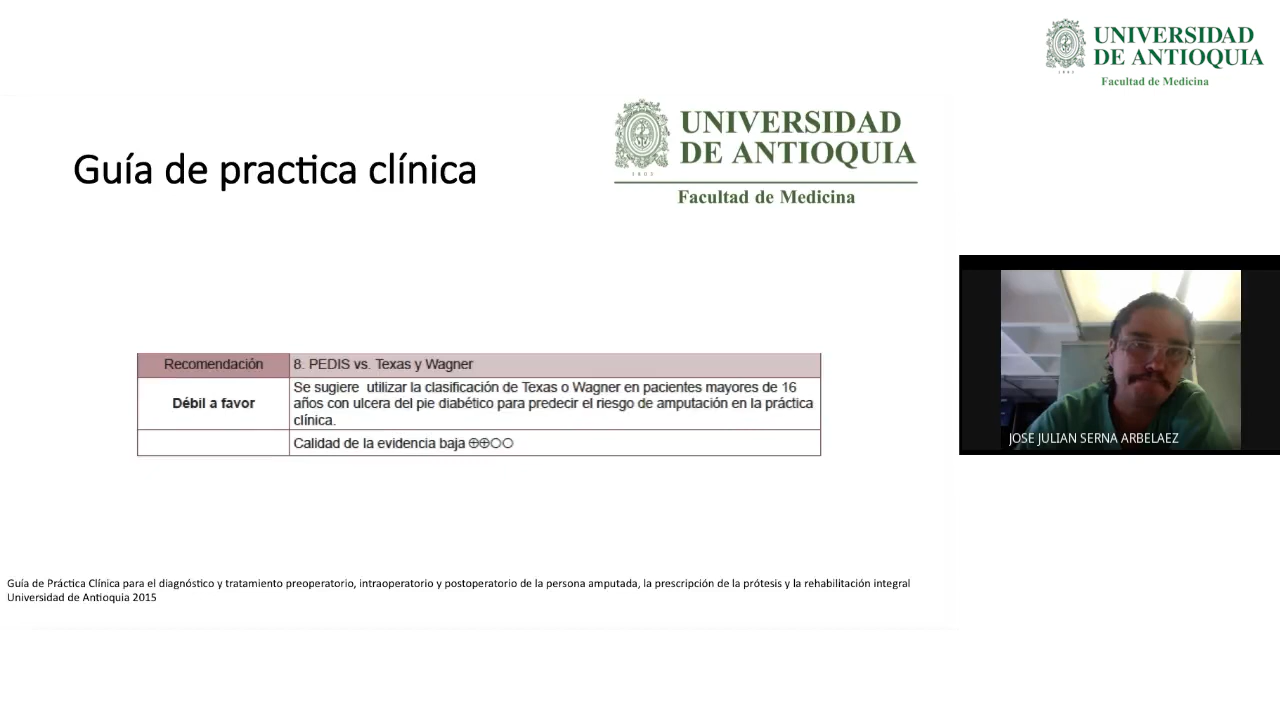 UNIVERSIDAD
DE ANTIOQUIA
1803
Facultad de Medicina
UNIVERSIDAD
DE ANTIOQUIA
1803
Facultad de Medicina
Guía de practica clínica
Recomendación 8. PEDIS vs. Texas y Wagner
Débil a favor Se sugiere utilizar la clasificación de Texas o Wagner en pacientes mayores de 16
años con ulcera del pie diabético para predecir el riesgo de amputación en la práctica
clínica.
Calidad de la evidencia baja ⊕⊕○○
JOSE JULIAN SERNA ARBELAEZ
Guía de Práctica Clínica para el diagnóstico y tratamiento preoperatorio, intraoperatorio y postoperatorio de la persona amputada, la prescripción de la prótesis y la rehabilitación integral
Universidad de Antioquia 2015